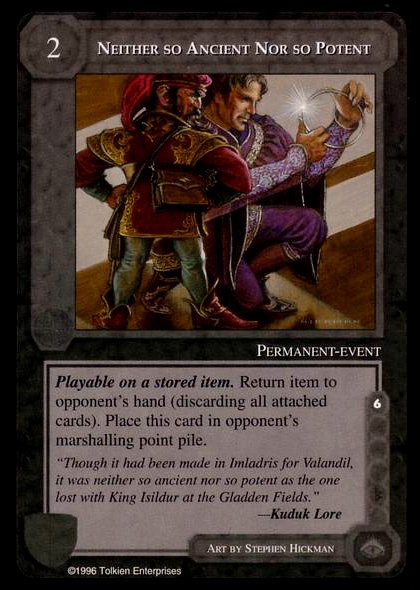 2
NEITHER SO ANCIENT NOR SO POTENT
PERMANENT-EVENT
Playable on a stored item. Return item to
opponent's hand (discarding all attached
cards). Place this card in opponent's
marshalling point pile.
6
“Though it had been made in Imladris for Valandil,
it was neither so ancient nor so potent as the one
lost with King Isildur at the Gladden Fields.”
—Kuduk Lore
ART BY STEPHEN HICKMAN
©1996 Tolkien Enterprises